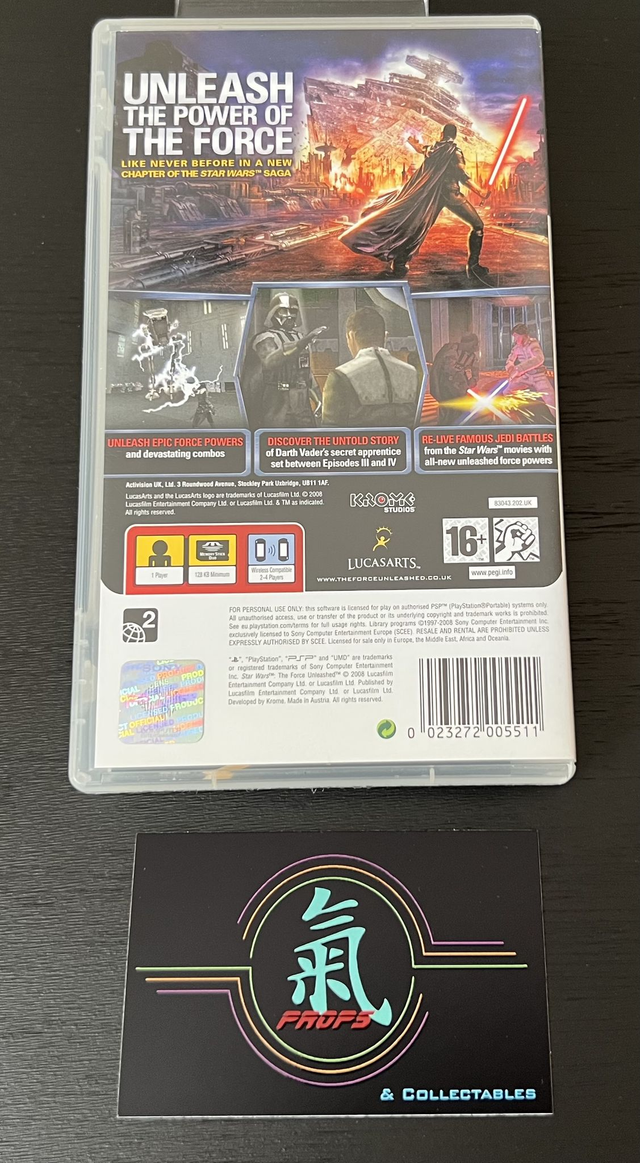 UNLEASH
THE POWER OF
THE FORCE
LIKE NEVER BEFORE IN A NEW
CHAPTER OF THE STAR WARS™ SAGA
UNLEASH EPIC FORCE POWERS
and devastating combos
DISCOVER THE UNTOLD STORY
of Darth Vader's secret apprentice
set between Episodes III and IV
RE-LIVE FAMOUS JEDI BATTLES
from the Star Wars™ movies with
all-new unleashed force powers
Activision UK, Ltd. 3 Roundwood Avenue, Stockley Park Uxbridge, UB11 1AF.
LucasArts and the LucasArts logo are trademarks of Lucasfilm Ltd. © 2008
Lucasfilm Entertainment Company Ltd. or Lucasfilm Ltd. & TM as indicated.
All rights reserved.
KROME
STUDIOS
83043.202.UK
MEMORY STICK
DUO
1 Player
128 KB Minimum
Wireless Compatible
2-4 Players
LUCASARTS™
WWW.THEFORCEUNLEASHED.CO.UK
16+
www.pegi.info
2
FOR PERSONAL USE ONLY: this software is licensed for play on authorised PSP™ (PlayStation®Portable) systems only.
All unauthorised access, use or transfer of the product or its underlying copyright and trademark works is prohibited.
See eu.playstation.com/terms for full usage rights. Library programs ©1997-2008 Sony Computer Entertainment Inc.
exclusively licensed to Sony Computer Entertainment Europe (SCEE). RESALE AND RENTAL ARE PROHIBITED UNLESS
EXPRESSLY AUTHORISED BY SCEE. Licensed for sale only in Europe, the Middle East, Africa and Oceania.
"PlayStation", "PSP" and "UMD" are trademarks
or registered trademarks of Sony Computer Entertainment
Inc. Star Wars™: The Force Unleashed™ © 2008 Lucasfilm
Entertainment Company Ltd. or Lucasfilm Ltd. Published by
Lucasfilm Entertainment Company Ltd. or Lucasfilm Ltd.
Developed by Krome. Made in Austria. All rights reserved.
SONY
OFFICIAL
0 023272 005511
氣
PROPS
& COLLECTABLES